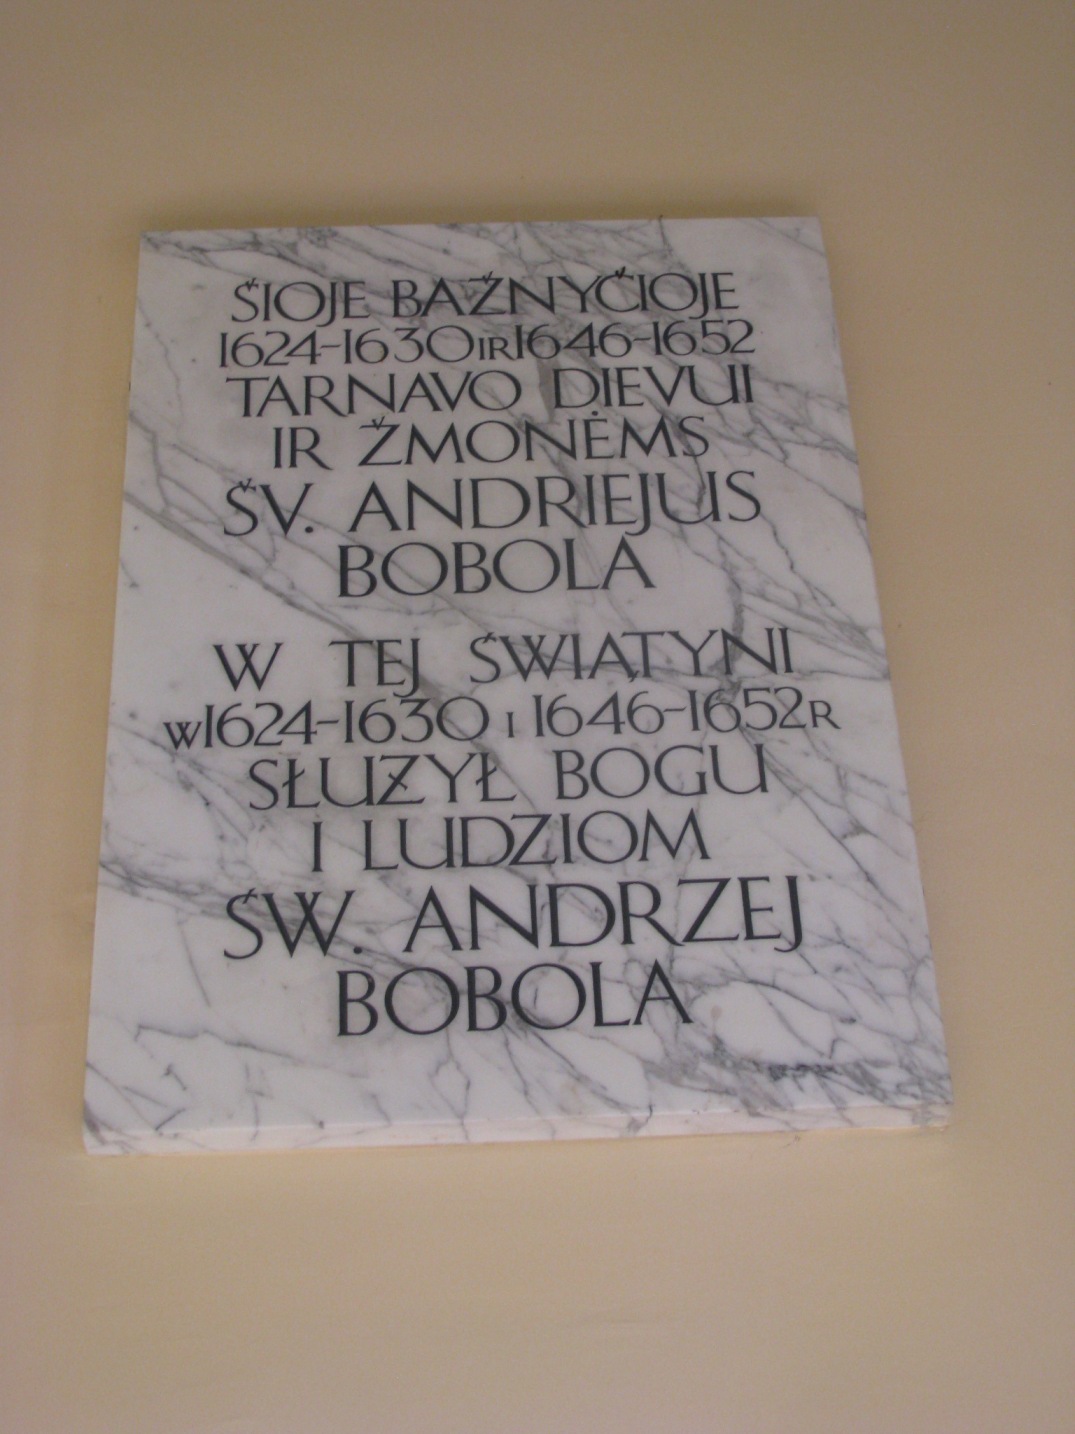 ŠIOJE BAŽNYČIOJE
1624-1630 IR 1646-1652
TARNAVO DIEVUI
IR ŽMONĖMS
ŠV. ANDRIEJUS
BOBOLA
W TEJ ŚWIĄTYNI
W 1624-1630 I 1646-1652 R
SŁUŻYŁ BOGU
I LUDZIOM
ŚW. ANDRZEJ
BOBOLA